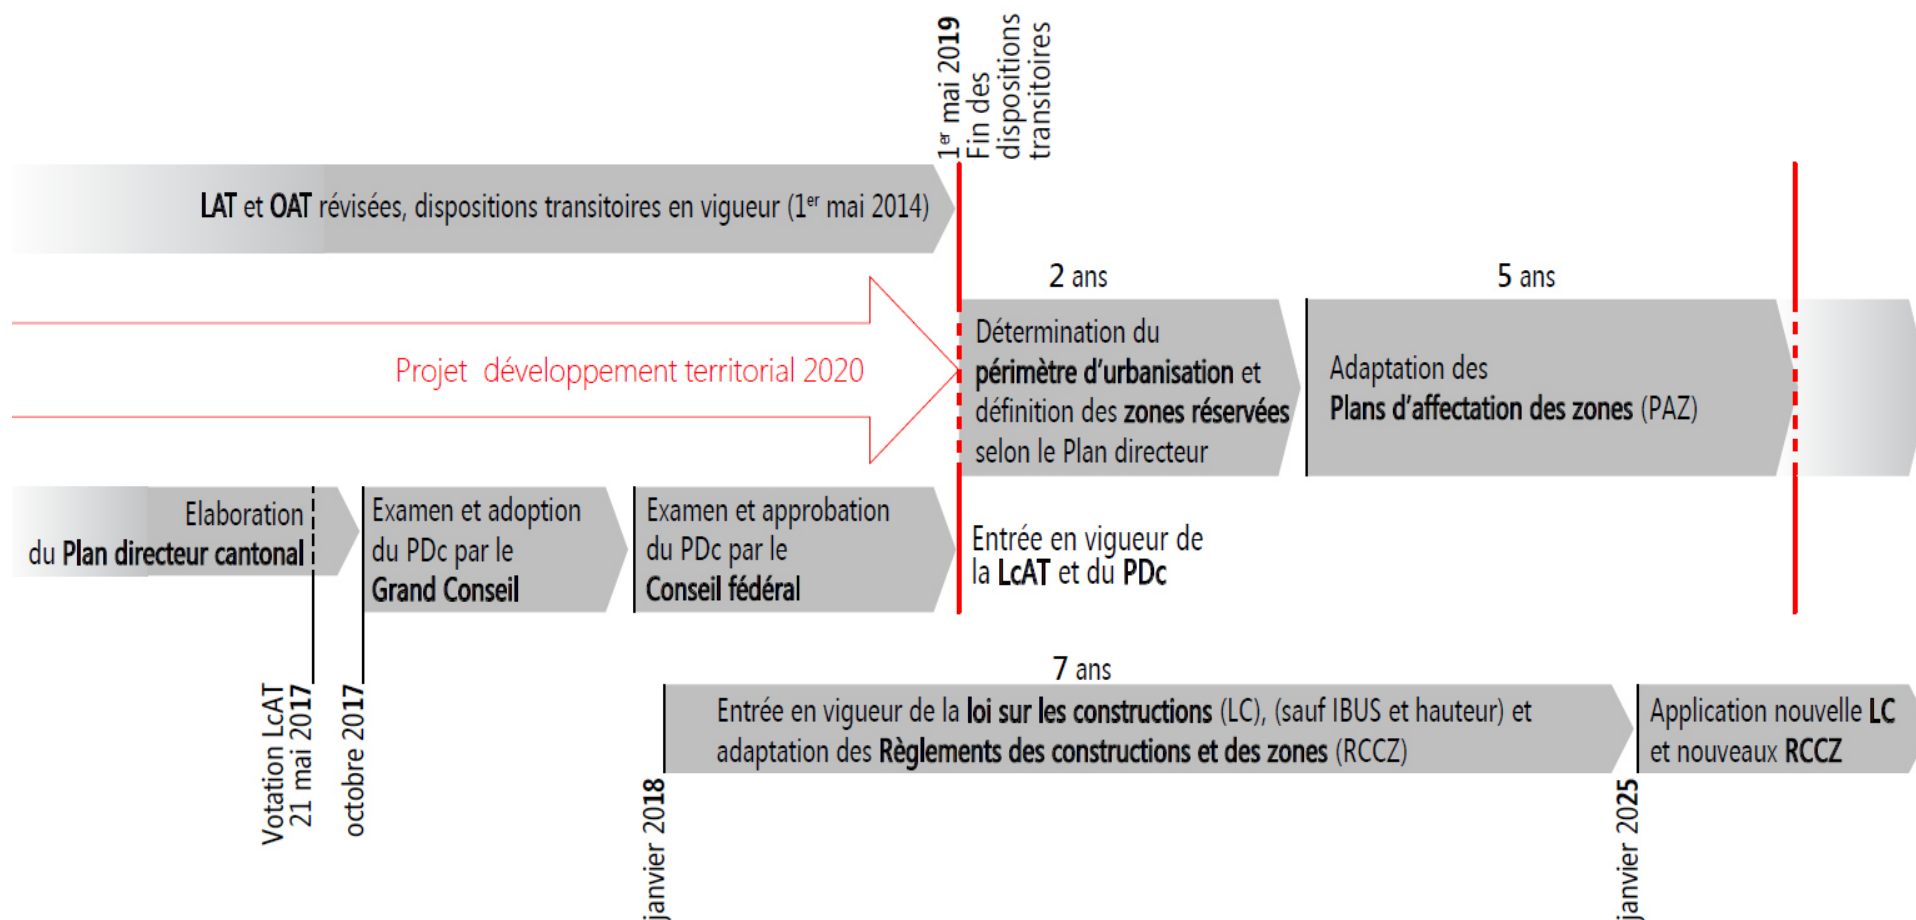 1er mai 2019
Fin des
dispositions
transitoires
LAT et OAT révisées, dispositions transitoires en vigueur (1er mai 2014)
2 ans
5 ans
Projet développement territorial 2020
Détermination du
périmètre d'urbanisation et
définition des zones réservées
selon le Plan directeur
Adaptation des
Plans d'affectation des zones (PAZ)
Elaboration
du Plan directeur cantonal
Examen et adoption
du PDc par le
Grand Conseil
Examen et approbation
du PDc par le
Conseil fédéral
Entrée en vigueur de
la LcAT et du PDc
Votation LcAT
21 mai 2017
octobre 2017
7 ans
Entrée en vigueur de la loi sur les constructions (LC), (sauf IBUS et hauteur) et
adaptation des Règlements des constructions et des zones (RCCZ)
Application nouvelle LC
et nouveaux RCCZ
janvier 2018
janvier 2025